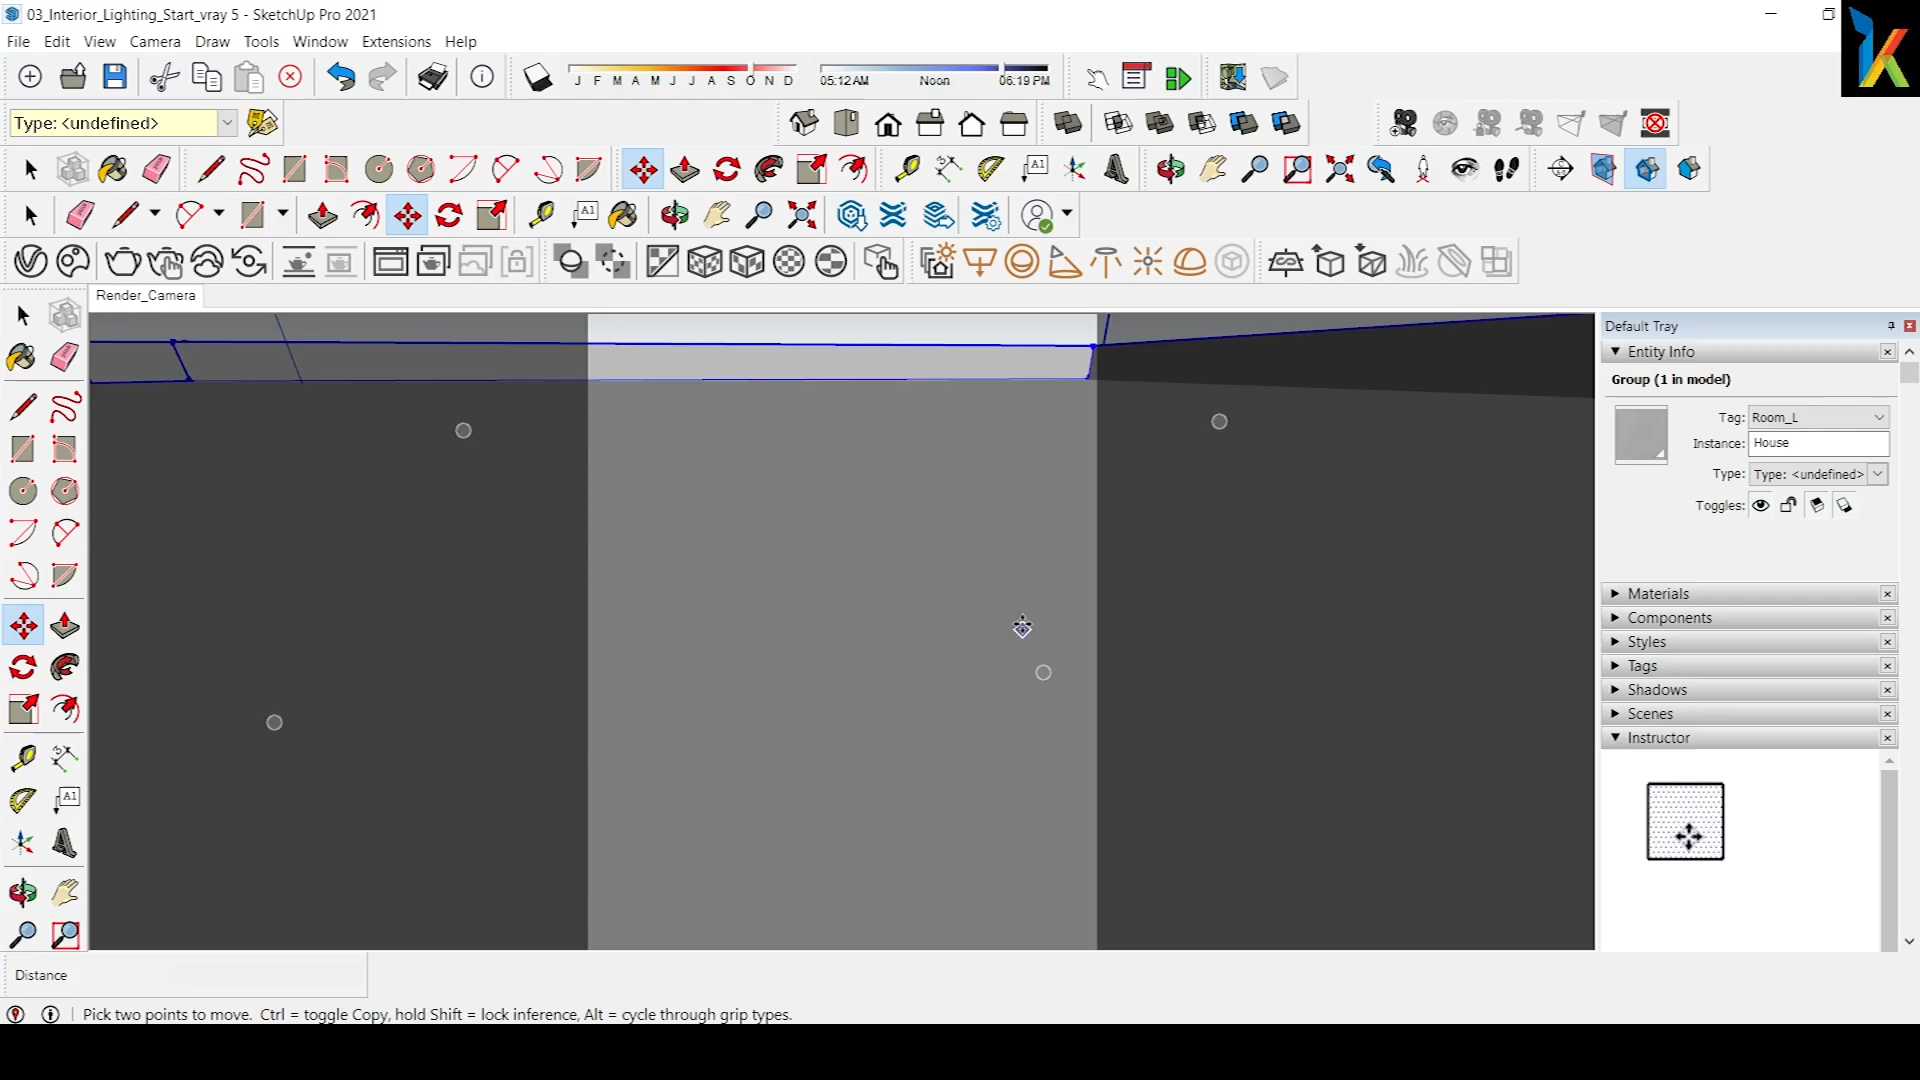 03_Interior_Lighting_Start_vray 5 - SketchUp Pro 2021
File Edit View Camera Draw Tools Window Extensions Help
J F M A M J J A S O N D
05:12 AM Noon 06:19 PM
Type: <undefined>
A1
A1
Render_Camera
Default Tray
Entity Info
Group (1 in model)
Tag: Room_L
Instance: House
Type: Type: <undefined>
Toggles:
Materials
Components
Styles
Tags
Shadows
Scenes
Instructor
A1
Distance
Pick two points to move. Ctrl = toggle Copy, hold Shift = lock inference, Alt = cycle through grip types.